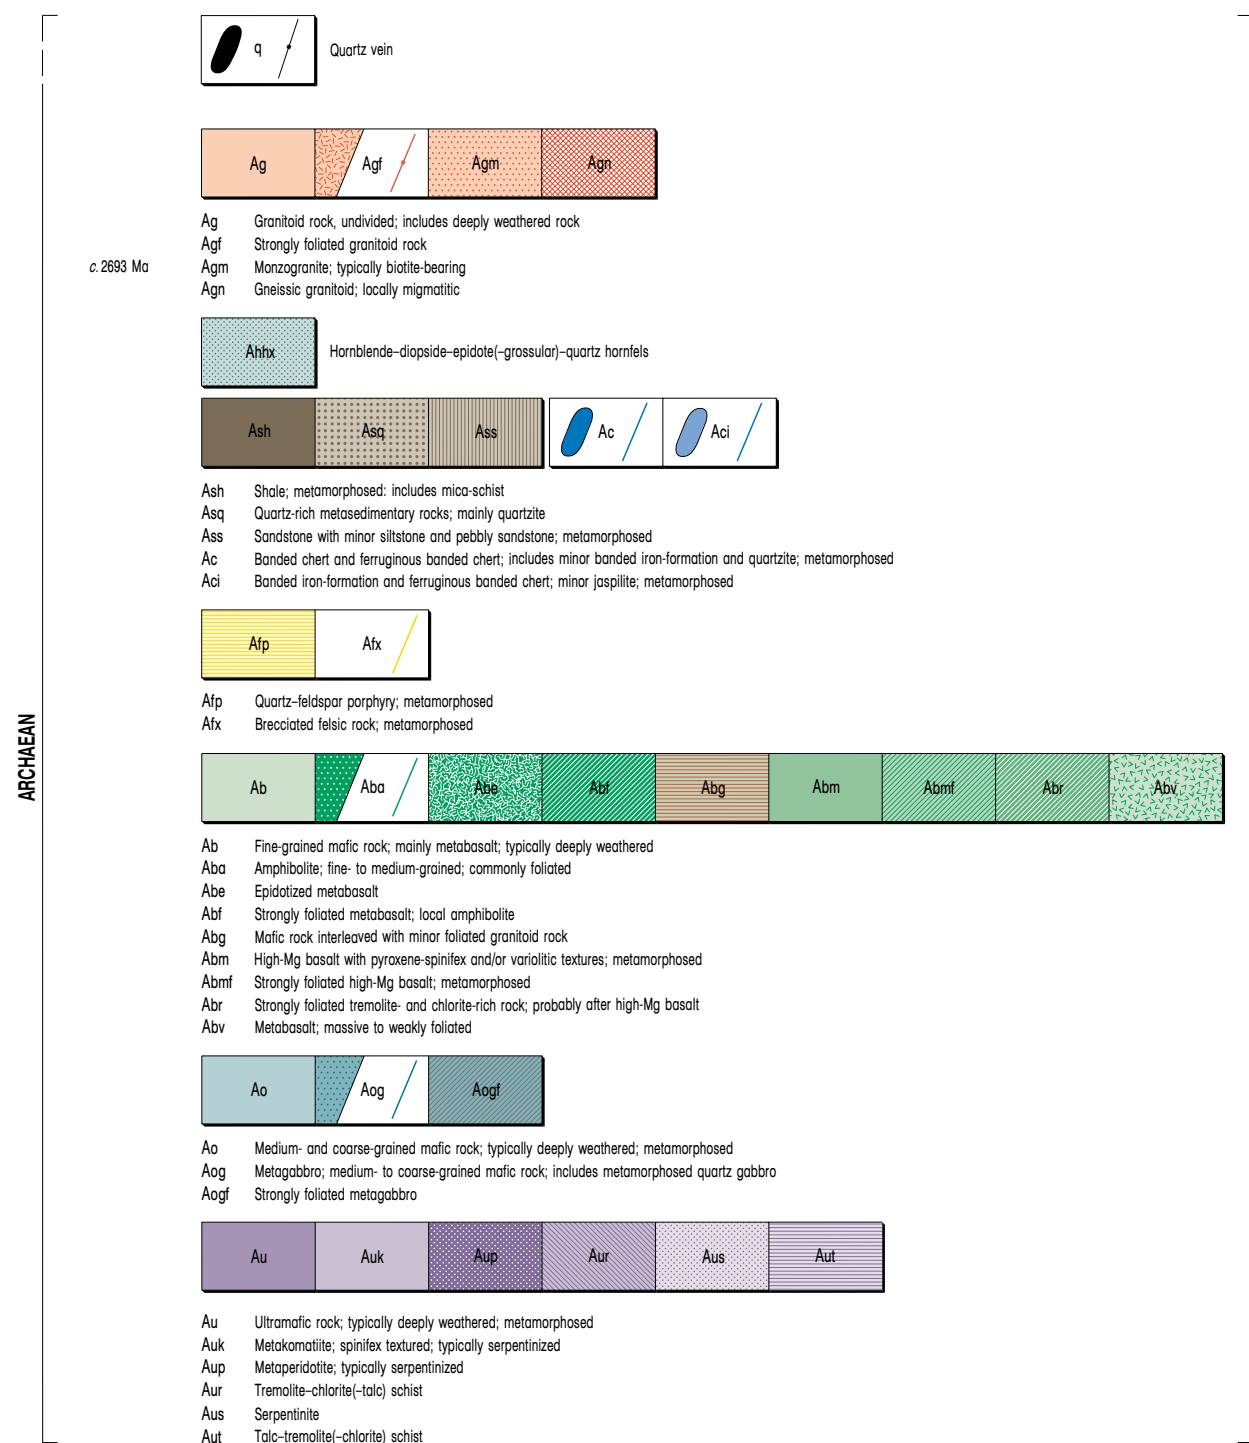 q Quartz vein
Ag Agf Agm Agn
Ag Granitoid rock, undivided; includes deeply weathered rock
Agf Strongly foliated granitoid rock
c. 2693 Ma Agm Monzogranite; typically biotite-bearing
Agn Gneissic granitoid; locally migmatitic
Ahhx Hornblende–diopside–epidote(–grossular)–quartz hornfels
Ash Asq Ass Ac Aci
Ash Shale; metamorphosed: includes mica-schist
Asq Quartz-rich metasedimentary rocks; mainly quartzite
Ass Sandstone with minor siltstone and pebbly sandstone; metamorphosed
Ac Banded chert and ferruginous banded chert; includes minor banded iron-formation and quartzite; metamorphosed
Aci Banded iron-formation and ferruginous banded chert; minor jaspilite; metamorphosed
Afp Afx
Afp Quartz–feldspar porphyry; metamorphosed
Afx Brecciated felsic rock; metamorphosed
ARCHAEAN
Ab Aba Abe Abf Abg Abm Abmf Abr Abv
Ab Fine-grained mafic rock; mainly metabasalt; typically deeply weathered
Aba Amphibolite; fine- to medium-grained; commonly foliated
Abe Epidotized metabasalt
Abf Strongly foliated metabasalt; local amphibolite
Abg Mafic rock interleaved with minor foliated granitoid rock
Abm High-Mg basalt with pyroxene-spinifex and/or variolitic textures; metamorphosed
Abmf Strongly foliated high-Mg basalt; metamorphosed
Abr Strongly foliated tremolite- and chlorite-rich rock; probably after high-Mg basalt
Abv Metabasalt; massive to weakly foliated
Ao Aog Aogf
Ao Medium- and coarse-grained mafic rock; typically deeply weathered; metamorphosed
Aog Metagabbro; medium- to coarse-grained mafic rock; includes metamorphosed quartz gabbro
Aogf Strongly foliated metagabbro
Au Auk Aup Aur Aus Aut
Au Ultramafic rock; typically deeply weathered; metamorphosed
Auk Metakomatiite; spinifex textured; typically serpentinized
Aup Metaperidotite; typically serpentinized
Aur Tremolite–chlorite(–talc) schist
Aus Serpentinite
Aut Talc–tremolite(–chlorite) schist